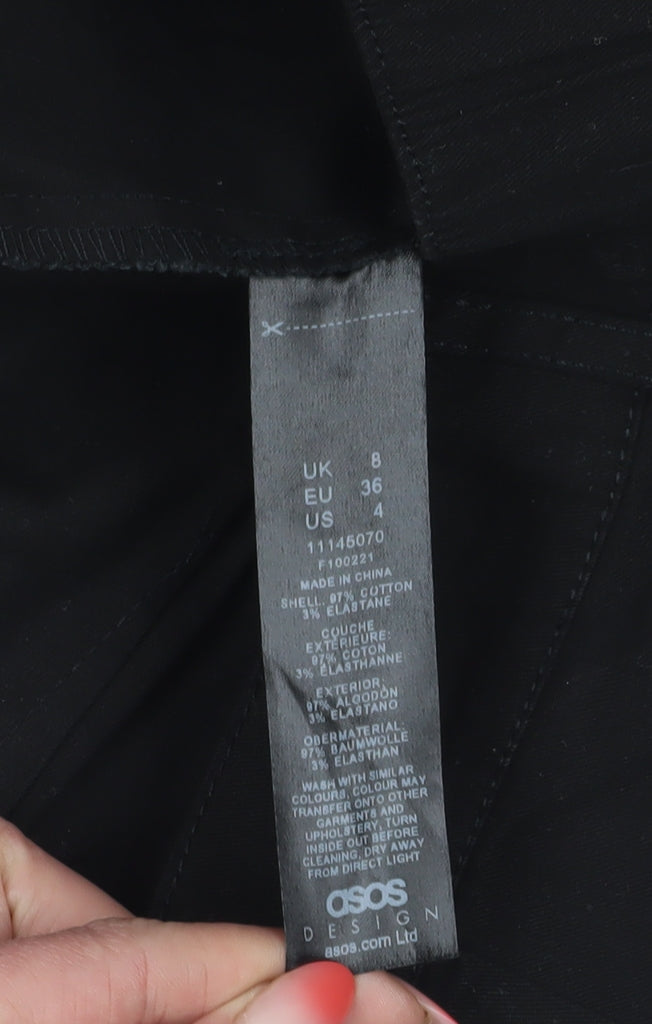 UK 8
EU 36
US 4
11145070
F100221
MADE IN CHINA
SHELL: 97% COTTON
3% ELASTANE
COUCHE
EXTÉRIEURE:
97% COTON
3% ÉLASTHANNE
EXTERIOR:
97% ALGODÓN
3% ELASTANO
OBERMATERIAL:
97% BAUMWOLLE
3% ELASTHAN
WASH WITH SIMILAR
COLOURS, COLOUR MAY
TRANSFER ONTO OTHER
GARMENTS AND
UPHOLSTERY, TURN
INSIDE OUT BEFORE
CLEANING, DRY AWAY
FROM DIRECT LIGHT
asos
DESIGN
asos.com Ltd